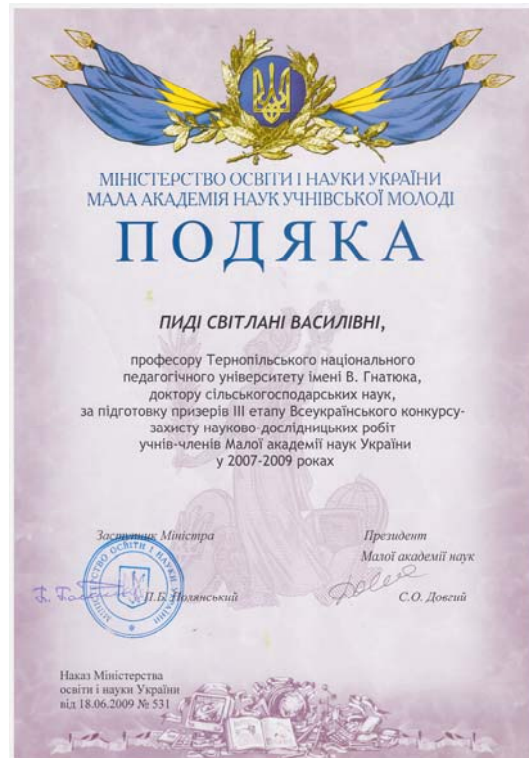 МІНІСТЕРСТВО ОСВІТИ І НАУКИ УКРАЇНИ
МАЛА АКАДЕМІЯ НАУК УЧНІВСЬКОЇ МОЛОДІ
ПОДЯКА
ПИДІ СВІТЛАНІ ВАСИЛІВНІ,
професору Тернопільського національного
педагогічного університету імені В. Гнатюка,
доктору сільськогосподарських наук,
за підготовку призерів III етапу Всеукраїнського конкурсу-
захисту науково-дослідницьких робіт
учнів-членів Малої академії наук України
у 2007-2009 роках
Заступник Міністра
Президент
Малої академії наук
П.Б. Полянський
С.О. Довгий
Наказ Міністерства
освіти і науки України
від 18.06.2009 № 531